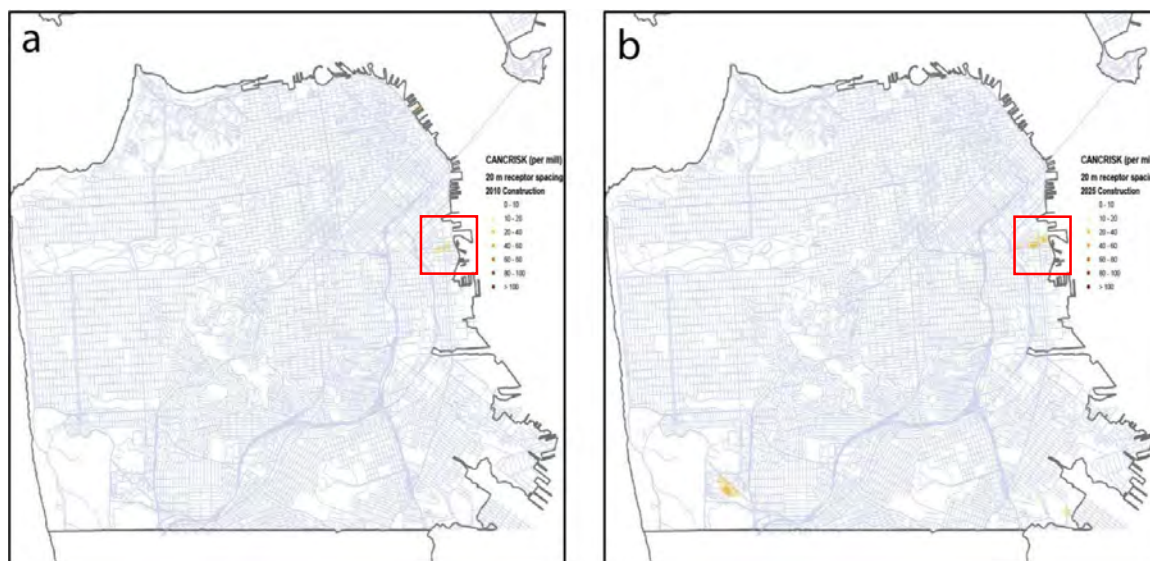 a
CANCRISK (per mill)
20 m receptor spacing
2010 Construction
0 - 10
10 - 20
20 - 40
40 - 60
60 - 80
80 - 100
> 100
b
CANCRISK (per mil
20 m receptor spacing
2025 Construction
0 - 10
10 - 20
20 - 40
40 - 60
60 - 80
80 - 100
> 100